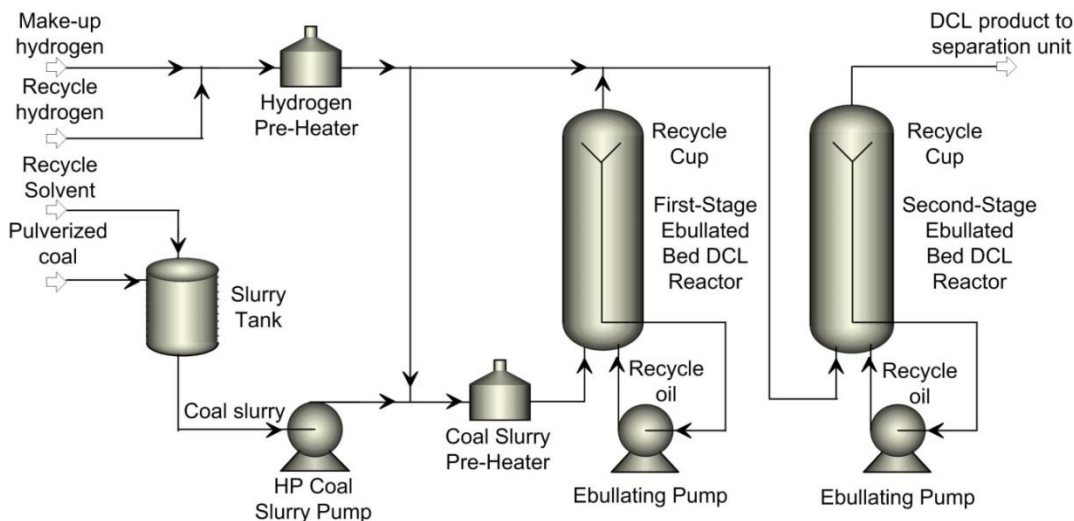 Make-up
hydrogen
Recycle
hydrogen
Recycle
Solvent
Pulverized
coal
Hydrogen
Pre-Heater
Slurry
Tank
Coal slurry
HP Coal
Slurry Pump
Coal Slurry
Pre-Heater
Recycle
Cup
First-Stage
Ebullated
Bed DCL
Reactor
Recycle
oil
Ebullating Pump
DCL product to
separation unit
Recycle
Cup
Second-Stage
Ebullated
Bed DCL
Reactor
Recycle
oil
Ebullating Pump